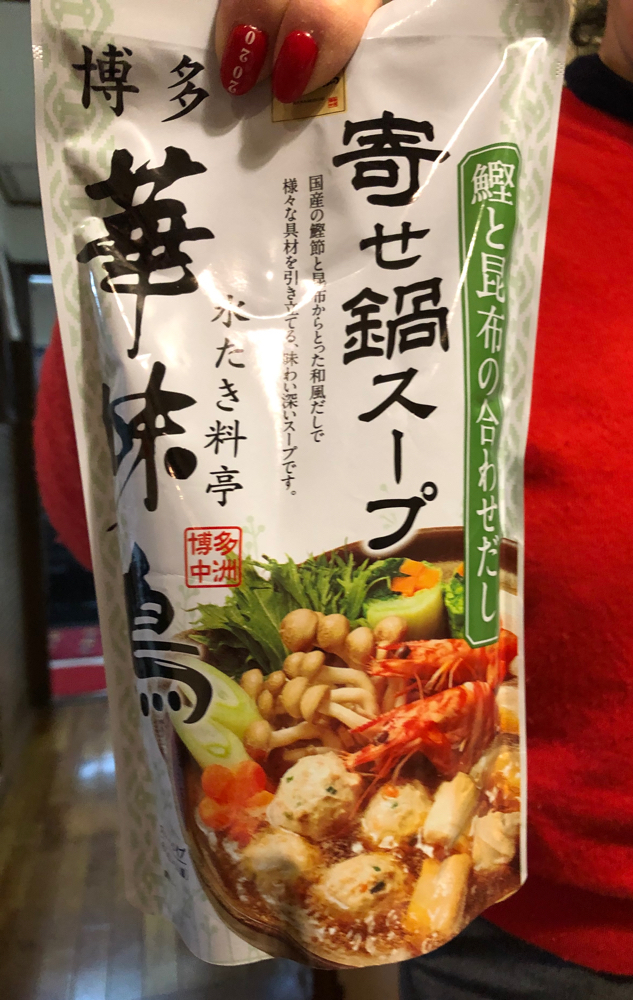 鰹と昆布の合わせだし
寄せ鍋スープ
国産の鰹節と昆布からとった和風だしで
様々な具材を引き立てる、味わい深いスープです。
博多
華味鳥
水たき料亭
博多
中洲
2020